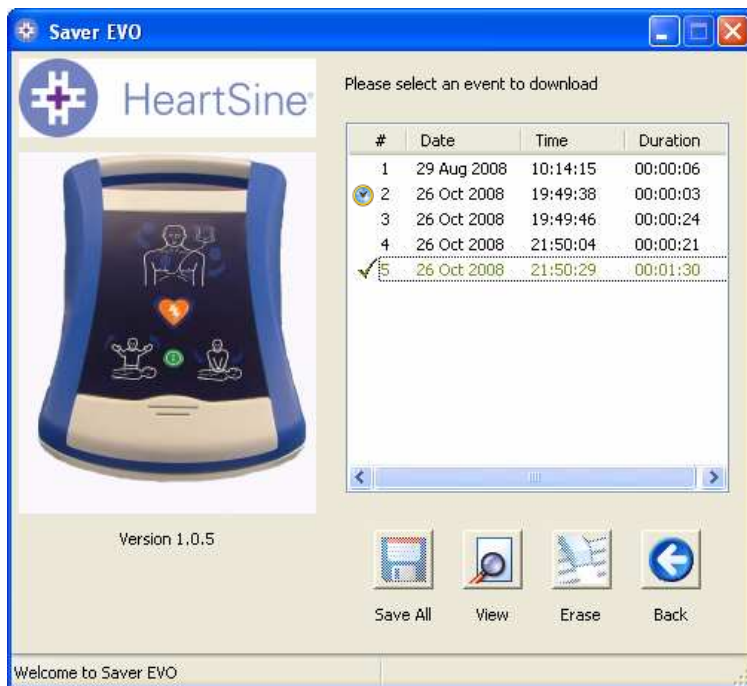 Saver EVO
HeartSine
Please select an event to download
# Date Time Duration
1 29 Aug 2008 10:14:15 00:00:06
2 26 Oct 2008 19:49:38 00:00:03
3 26 Oct 2008 19:49:46 00:00:24
4 26 Oct 2008 21:50:04 00:00:21
5 26 Oct 2008 21:50:29 00:01:30
Version 1.0.5
Save All View Erase Back
Welcome to Saver EVO